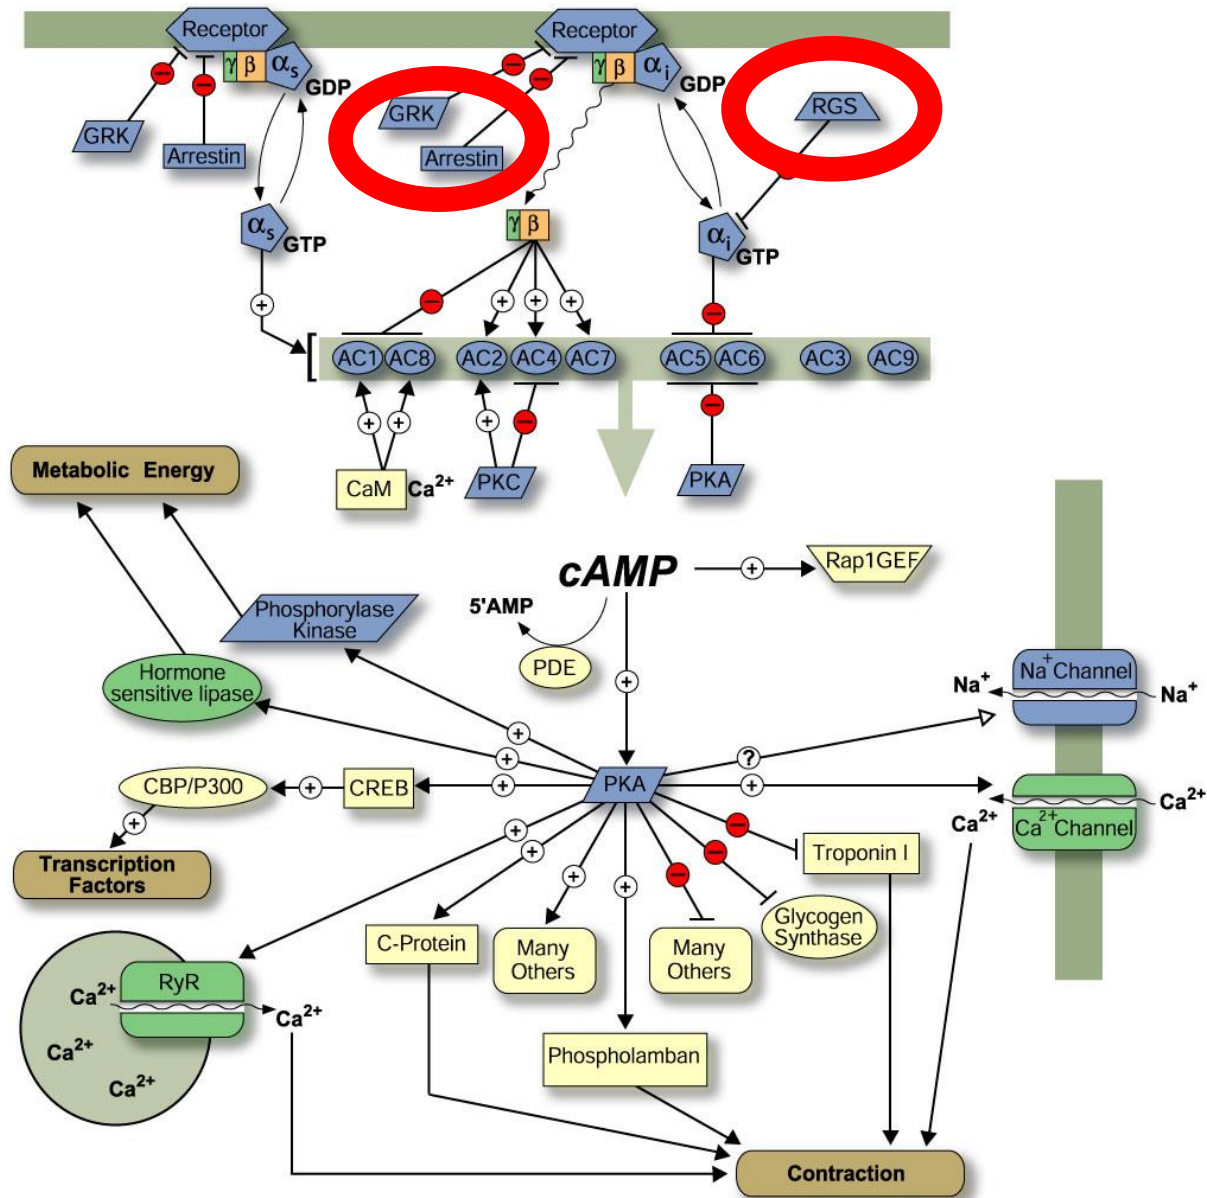 Receptor
Receptor
γ β αs GDP
γ β αi GDP
RGS
GRK
GRK
Arrestin
Arrestin
αs GTP
γ β
αi GTP
+
−
+
+
+
−
AC1 AC8 AC2 AC4 AC7 AC5 AC6 AC3 AC9
+
+
+
−
−
Metabolic Energy
CaM Ca2+
PKC
PKA
cAMP
+
Rap1GEF
5'AMP
PDE
+
Phosphorylase
Kinase
Hormone
sensitive lipase
Na+ Channel
Na+
Na+
+
+
?
CBP/P300
+
CREB
+
PKA
+
Ca2+
Ca2+
Ca2+ Channel
+
Transcription
Factors
+
+
+
+
−
−
−
Troponin I
C-Protein
Many
Others
Many
Others
Glycogen
Synthase
RyR
Ca2+
Ca2+
Ca2+
Ca2+
Phospholamban
Contraction